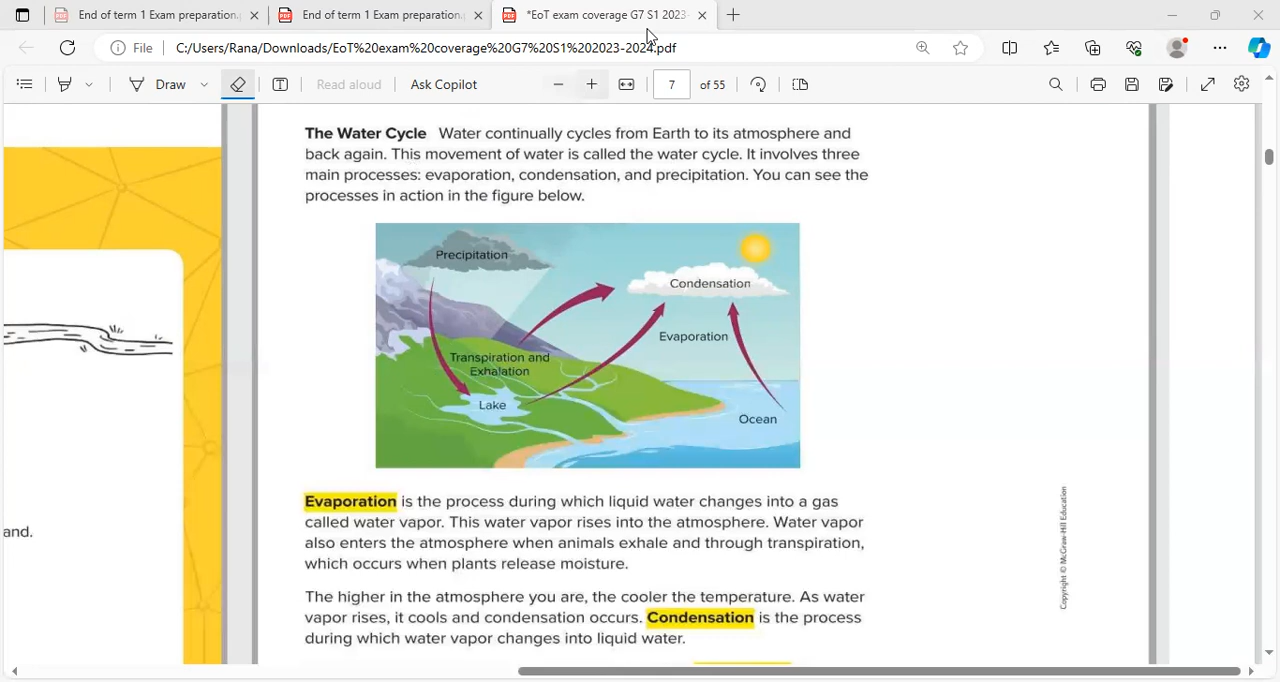 End of term 1 Exam preparation.
End of term 1 Exam preparation.
*EoT exam coverage G7 S1 2023-
File
C:/Users/Rana/Downloads/EoT%20exam%20coverage%20G7%20S1%202023-2024.pdf
Draw
Read aloud
Ask Copilot
7
of 55
The Water Cycle Water continually cycles from Earth to its atmosphere and
back again. This movement of water is called the water cycle. It involves three
main processes: evaporation, condensation, and precipitation. You can see the
processes in action in the figure below.
Precipitation
Condensation
Evaporation
Transpiration and
Exhalation
Lake
Ocean
and.
Evaporation is the process during which liquid water changes into a gas
called water vapor. This water vapor rises into the atmosphere. Water vapor
also enters the atmosphere when animals exhale and through transpiration,
which occurs when plants release moisture.
The higher in the atmosphere you are, the cooler the temperature. As water
vapor rises, it cools and condensation occurs. Condensation is the process
during which water vapor changes into liquid water.
Copyright © McGraw-Hill Education